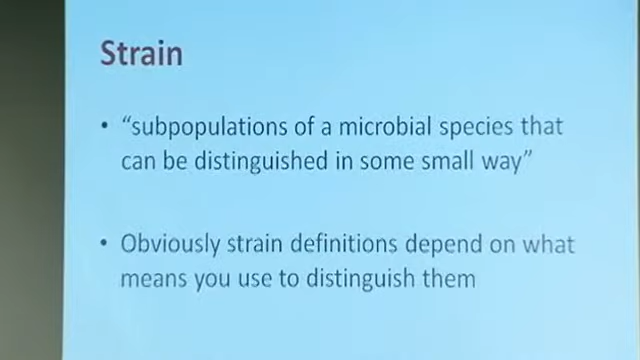 Strain
• “subpopulations of a microbial species that
can be distinguished in some small way”
• Obviously strain definitions depend on what
means you use to distinguish them